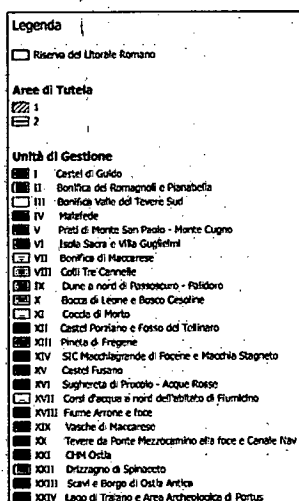 Legenda
Riserva del Litorale Romano
Aree di Tutela
1
2
Unità di Gestione
I Castel di Guido
II Bonifica dei Romagnoli e Pianabella
III Bonifica Valle del Tevere Sud
IV Malafede
V Prati di Monte San Paolo - Monte Cugno
VI Isola Sacra e Villa Guglielmi
VII Bonifica di Maccarese
VIII Colli Tre Cannelle
IX Dune a nord di Passoscuro - Palidoro
X Bocca di Leone e Bosco Cesoline
XI Coccia di Morto
XII Castel Porziano e Fosso del Tellinaro
XIII Pineta di Fregene
XIV SIC Macchiagrande di Focene e Macchia Stagneto
XV Castel Fusano
XVI Sughereta di Procoio - Acque Rosse
XVII Corsi d'acqua a nord dell'abitato di Fiumicino
XVIII Fiume Arrone e foce
XIX Vasche di Maccarese
XX Tevere da Ponte Mezzocamino alla foce e Canale Nav
XXI CHM Ostia
XXII Drizzagno di Spinaceto
XXIII Scavi e Borgo di Ostia Antica
XXIV Lago di Traiano e Area Archeologica di Portus